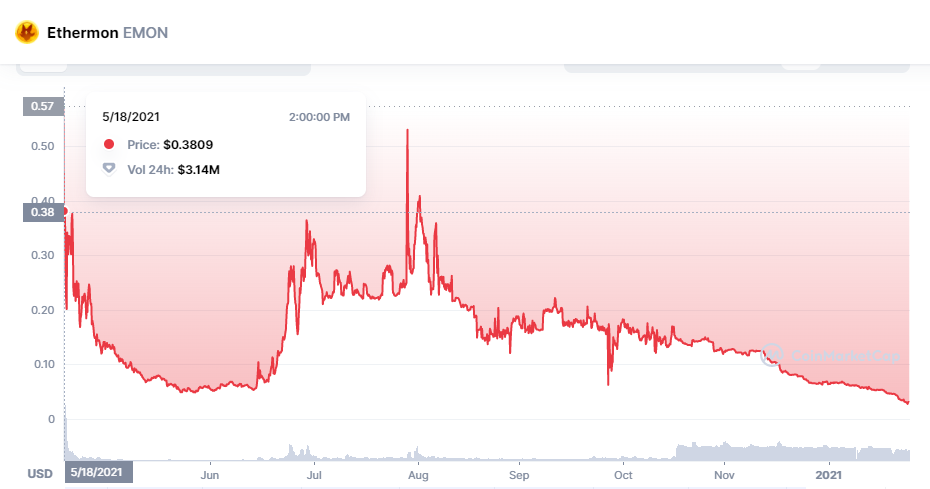 Ethermon EMON
0.57
5/18/2021 2:00:00 PM
Price: $0.3809
Vol 24h: $3.14M
0.50
0.40
0.38
0.30
0.20
0.10
0
CoinMarketCap
USD 5/18/2021 Jun Jul Aug Sep Oct Nov 2021